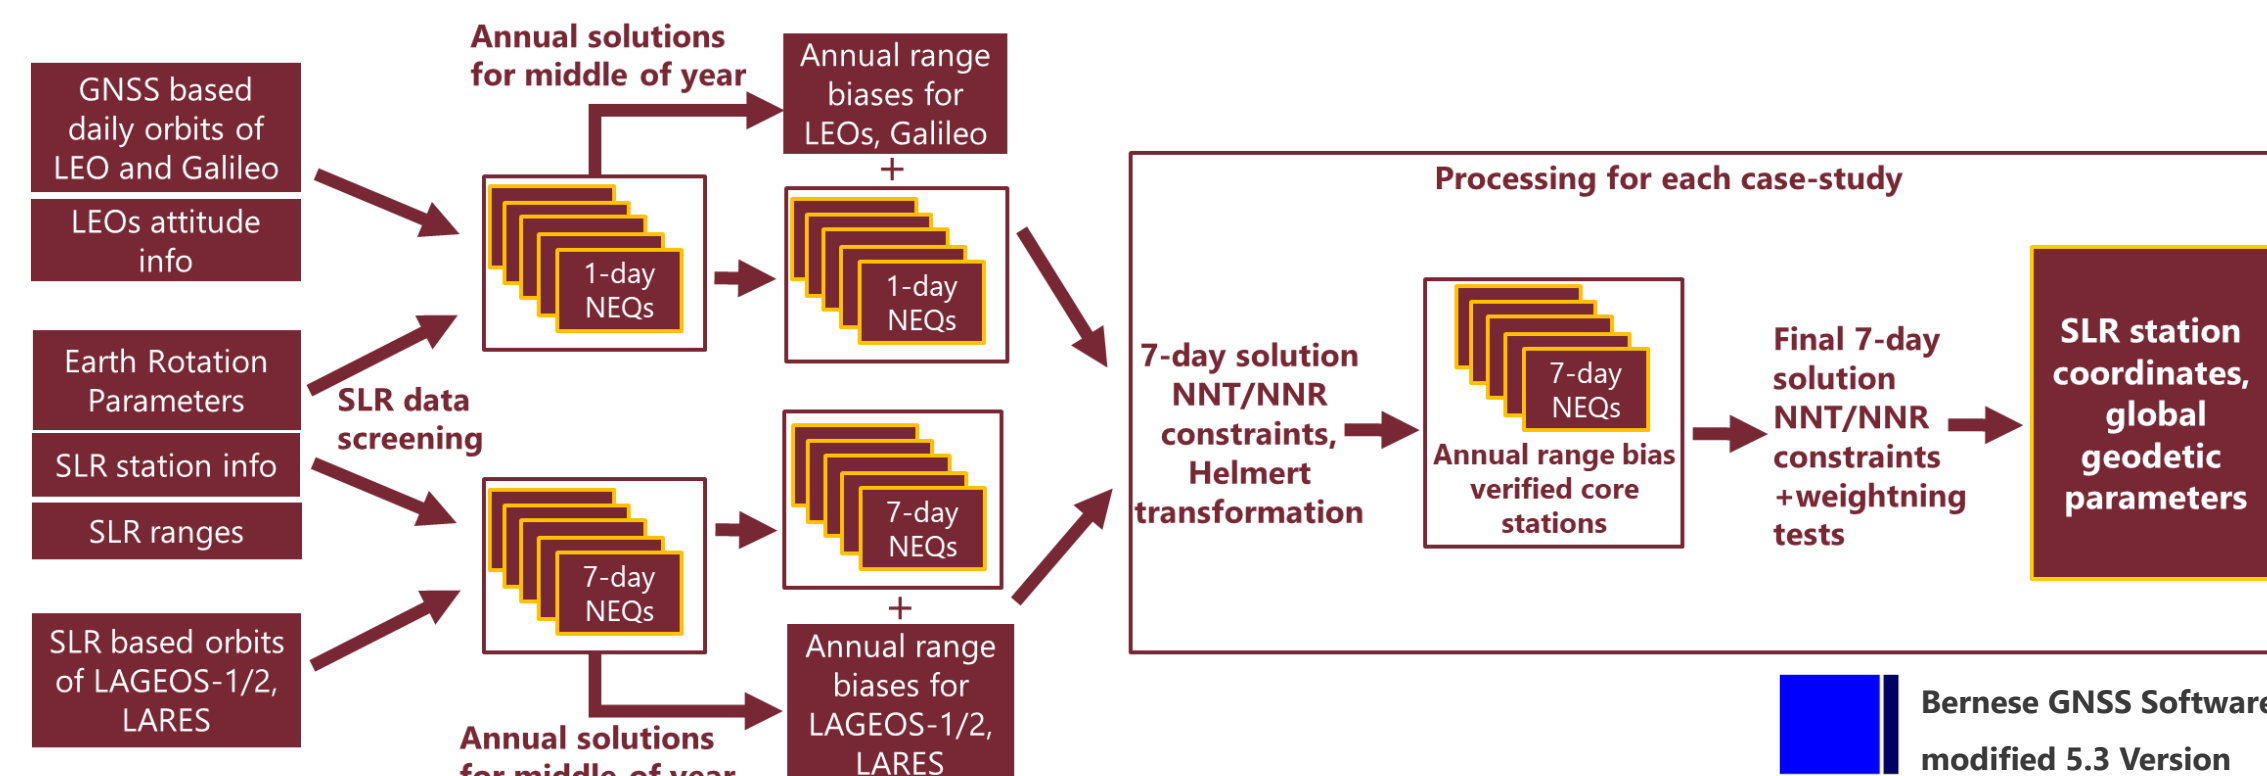 GNSS based
daily orbits of
LEO and Galileo
LEOs attitude
info
Earth Rotation
Parameters
SLR station info
SLR ranges
SLR based orbits
of LAGEOS-1/2,
LARES
SLR data
screening
Annual solutions
for middle of year
1-day
NEQs
7-day
NEQs
Annual solutions
for middle of year
Annual range
biases for
LEOs, Galileo
+
1-day
NEQs
7-day
NEQs
+
Annual range
biases for
LAGEOS-1/2,
LARES
Processing for each case-study
7-day solution
NNT/NNR
constraints,
Helmert
transformation
7-day
NEQs
Annual range bias
verified core
stations
Final 7-day
solution
NNT/NNR
constraints
+weightning
tests
SLR station
coordinates,
global
geodetic
parameters
Bernese GNSS Software
modified 5.3 Version